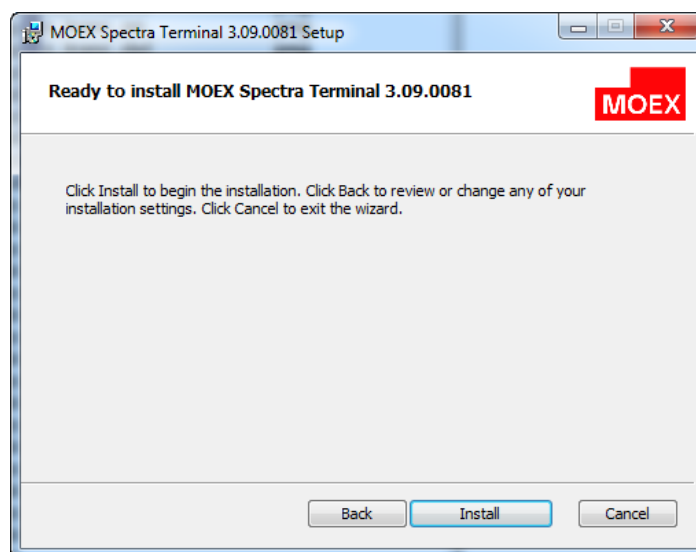 MOEX Spectra Terminal 3.09.0081 Setup
Ready to install MOEX Spectra Terminal 3.09.0081
MOEX
Click Install to begin the installation. Click Back to review or change any of your
installation settings. Click Cancel to exit the wizard.
Back Install Cancel